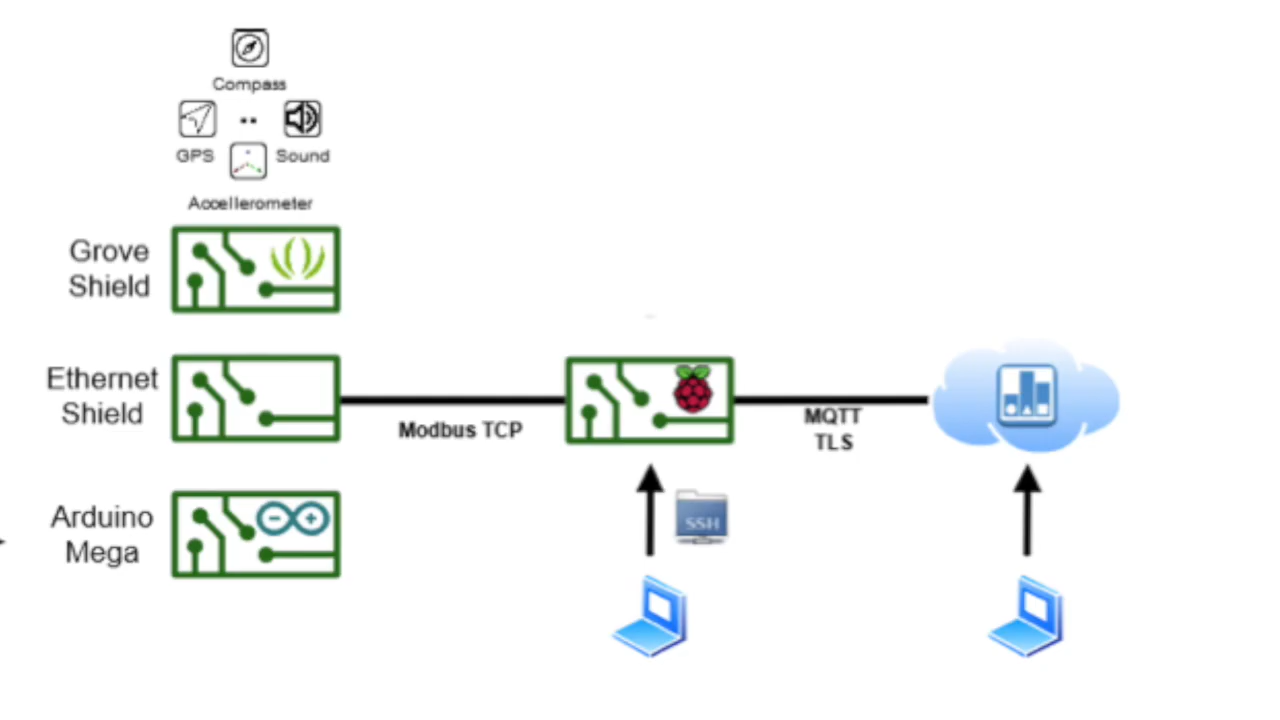 Compass
GPS
Sound
Accellerometer
Grove
Shield
Ethernet
Shield
Modbus TCP
MQTT
TLS
SSH
Arduino
Mega